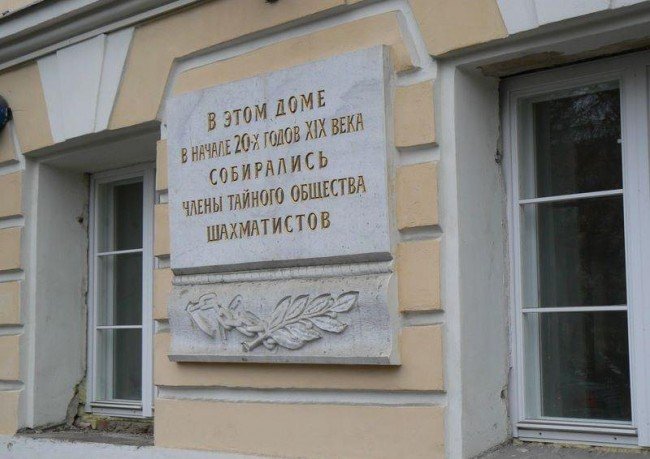 В ЭТОМ ДОМЕ
В НАЧАЛЕ 20-Х ГОДОВ XIX ВЕКА
СОБИРАЛИСЬ
ЧЛЕНЫ ТАЙНОГО ОБЩЕСТВА
ШАХМАТИСТОВ